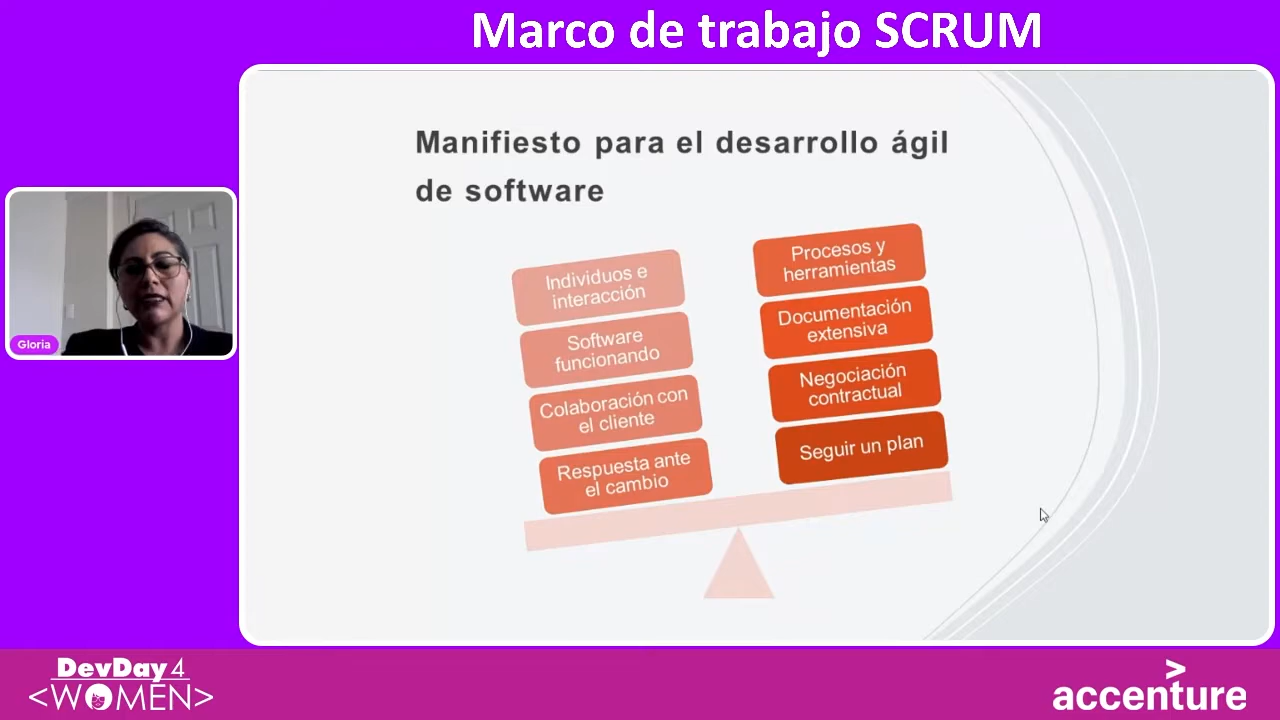 Marco de trabajo SCRUM
Manifiesto para el desarrollo ágil
de software
Individuos e
interacción
Software
funcionando
Colaboración con
el cliente
Respuesta ante
el cambio
Procesos y
herramientas
Documentación
extensiva
Negociación
contractual
Seguir un plan
Gloria
DevDay 4
<WOMEN>
>
accenture